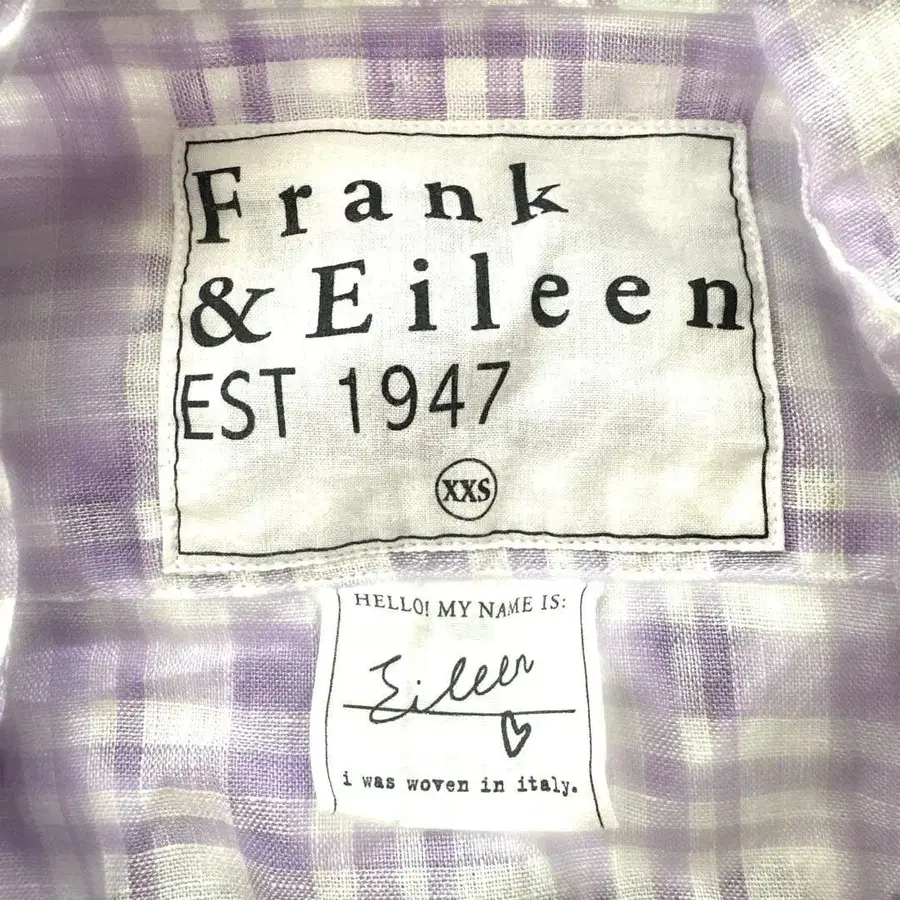 Frank
& Eileen
EST 1947
XXS
HELLO! MY NAME IS:
Eileen
i was woven in italy.